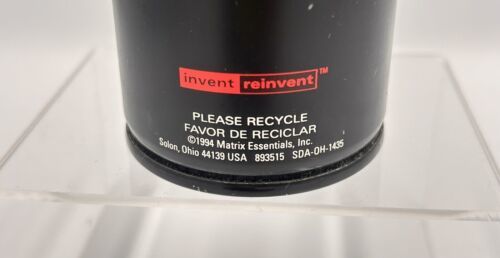 invent reinvent™
PLEASE RECYCLE
FAVOR DE RECICLAR
©1994 Matrix Essentials, Inc.
Solon, Ohio 44139 USA 893515 SDA-OH-1435